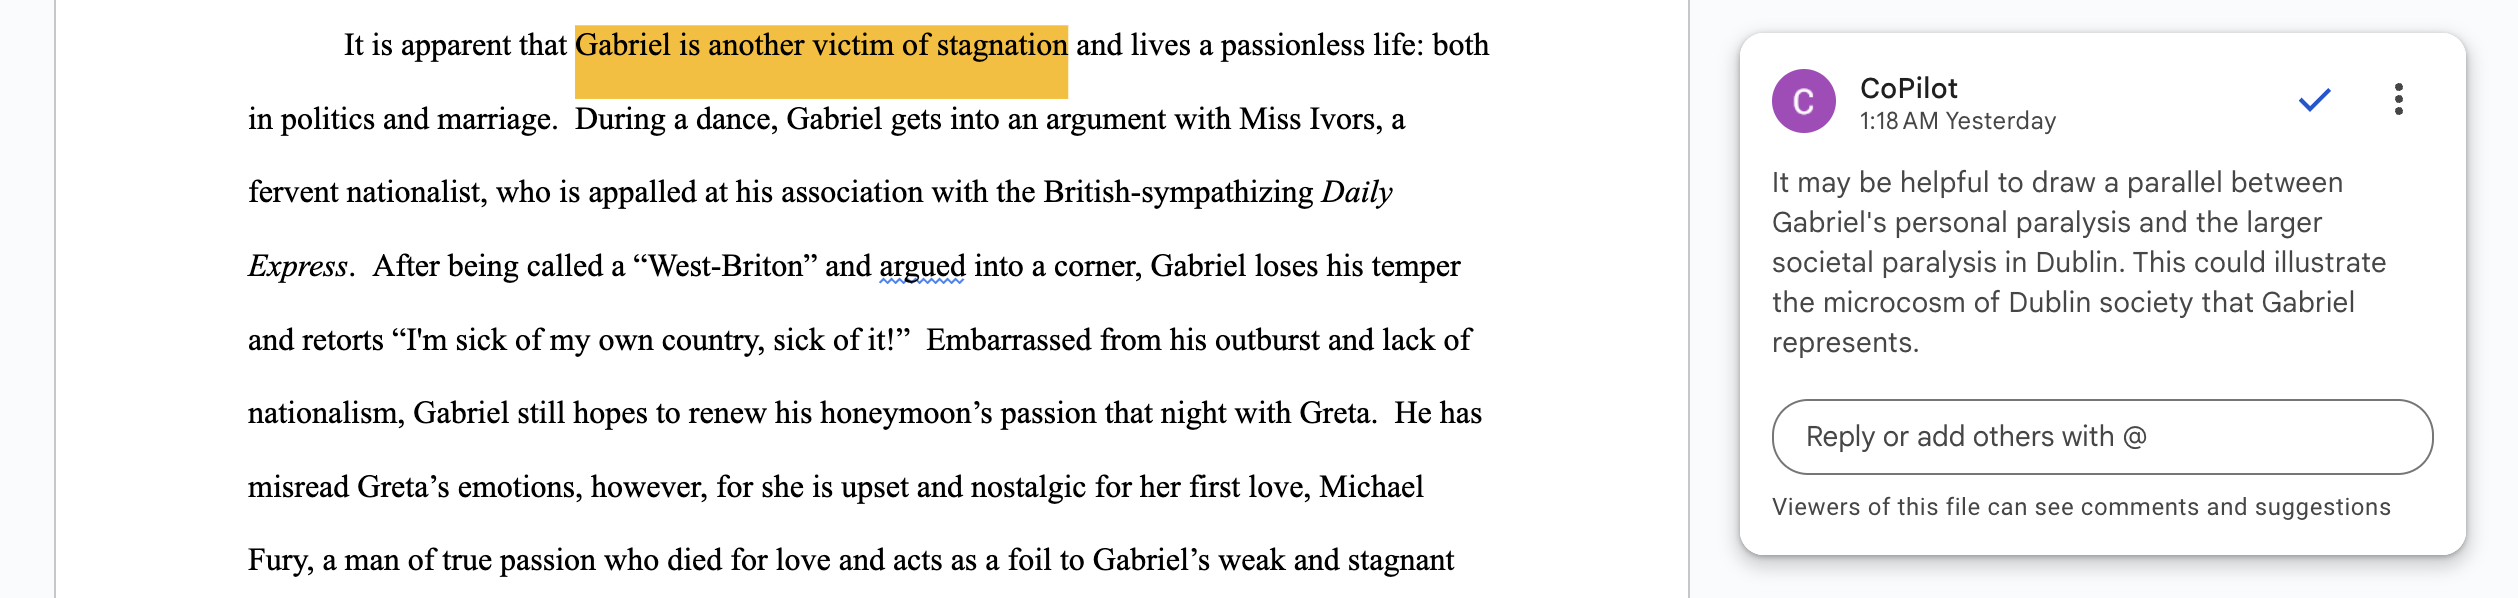 It is apparent that Gabriel is another victim of stagnation and lives a passionless life: both
in politics and marriage.  During a dance, Gabriel gets into an argument with Miss Ivors, a
fervent nationalist, who is appalled at his association with the British-sympathizing Daily
Express.  After being called a “West-Briton” and argued into a corner, Gabriel loses his temper
and retorts “I'm sick of my own country, sick of it!”  Embarrassed from his outburst and lack of
nationalism, Gabriel still hopes to renew his honeymoon’s passion that night with Greta.  He has
misread Greta’s emotions, however, for she is upset and nostalgic for her first love, Michael
Fury, a man of true passion who died for love and acts as a foil to Gabriel’s weak and stagnant
C
CoPilot
1:18 AM Yesterday
It may be helpful to draw a parallel between
Gabriel's personal paralysis and the larger
societal paralysis in Dublin. This could illustrate
the microcosm of Dublin society that Gabriel
represents.
Reply or add others with @
Viewers of this file can see comments and suggestions